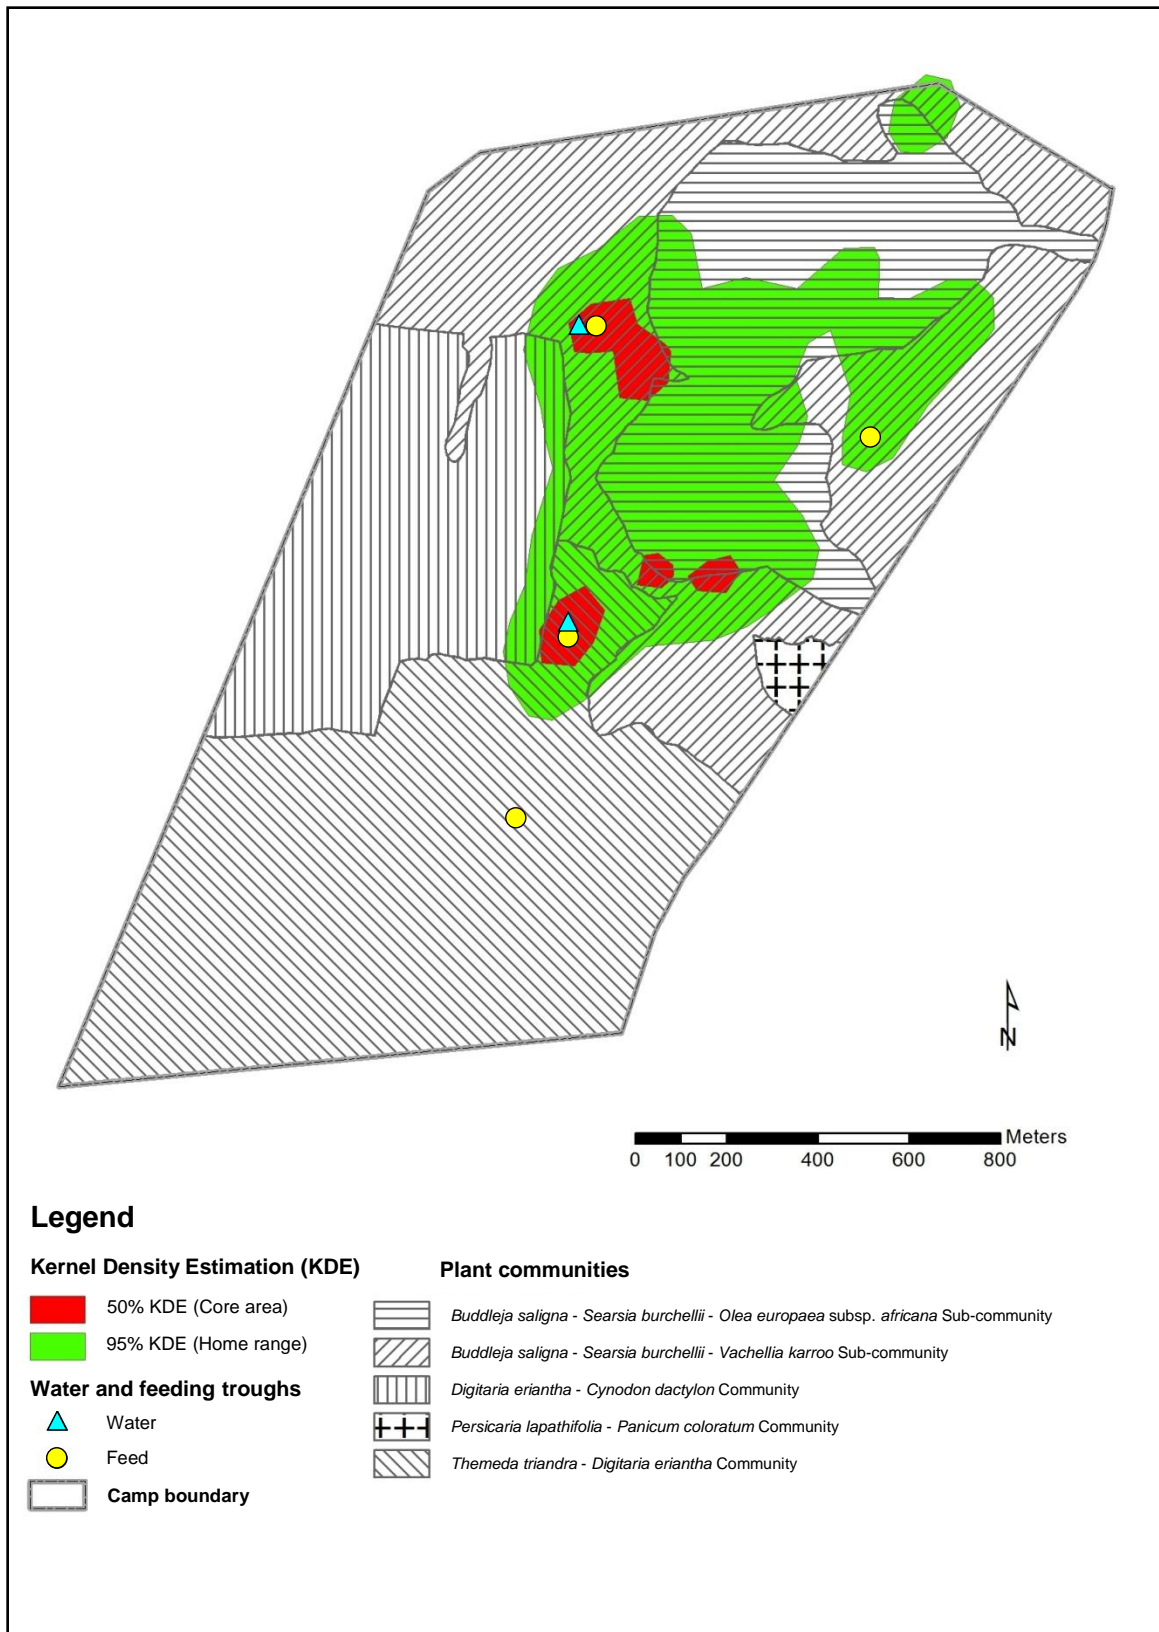 N
Meters
0 100 200 400 600 800
Legend
Kernel Density Estimation (KDE)
50% KDE (Core area)
95% KDE (Home range)
Water and feeding troughs
Water
Feed
Camp boundary
Plant communities
Buddleja saligna - Searsia burchellii - Olea europaea subsp. africana Sub-community
Buddleja saligna - Searsia burchellii - Vachellia karroo Sub-community
Digitaria eriantha - Cynodon dactylon Community
Persicaria lapathifolia - Panicum coloratum Community
Themeda triandra - Digitaria eriantha Community